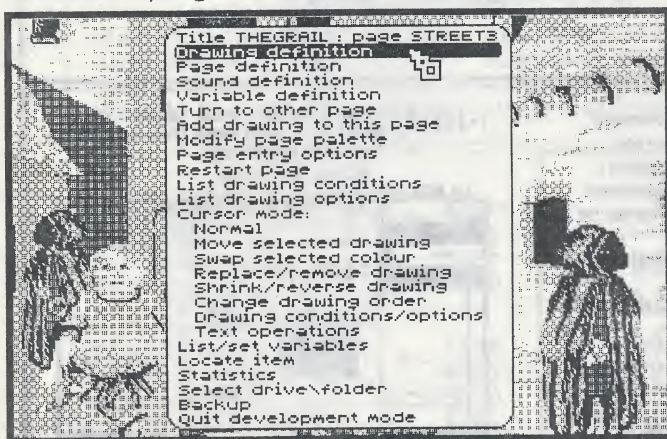 Title THEGRAIL : page STREET3
Drawing definition
Page definition
Sound definition
Variable definition
Turn to other page
Add drawing to this page
Modify page palette
Page entry options
Restart page
List drawing conditions
List drawing options
Cursor mode:
Normal
Move selected drawing
Swap selected colour
Replace/remove drawing
Shrink/reverse drawing
Change drawing order
Drawing conditions/options
Text operations
List/set variables
Locate item
Statistics
Select drive\folder
Backup
Quit development mode